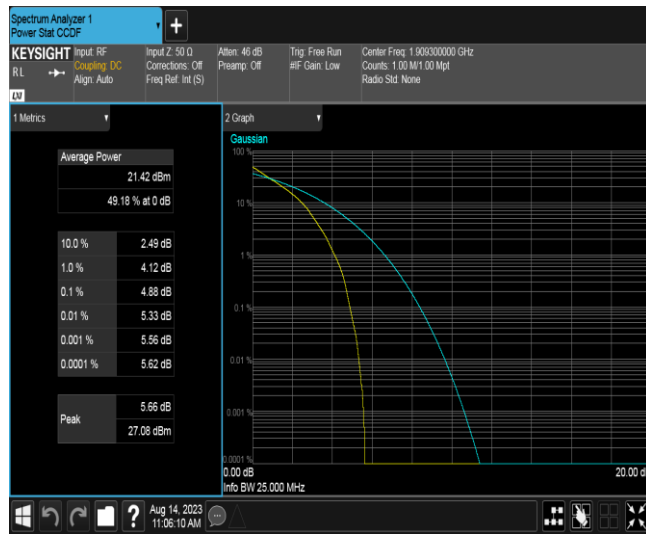 Spectrum Analyzer 1
Power Stat CCDF
KEYSIGHT
RL
LXI
Input: RF
Coupling: DC
Align: Auto
Input Z: 50 Ω
Corrections: Off
Freq Ref: Int (S)
Atten: 46 dB
Preamp: Off
Trig: Free Run
#IF Gain: Low
Center Freq: 1.909300000 GHz
Counts: 1.00 M/1.00 Mpt
Radio Std: None
1 Metrics
Average Power
21.42 dBm
49.18 % at 0 dB
10.0 % 2.49 dB
1.0 % 4.12 dB
0.1 % 4.88 dB
0.01 % 5.33 dB
0.001 % 5.56 dB
0.0001 % 5.62 dB
Peak
5.66 dB
27.08 dBm
2 Graph
Gaussian
100 %
10 %
1 %
0.1 %
0.01 %
0.001 %
0.0001 %
0.00 dB
20.00 d
Info BW 25.000 MHz
?
Aug 14, 2023
11:06:10 AM